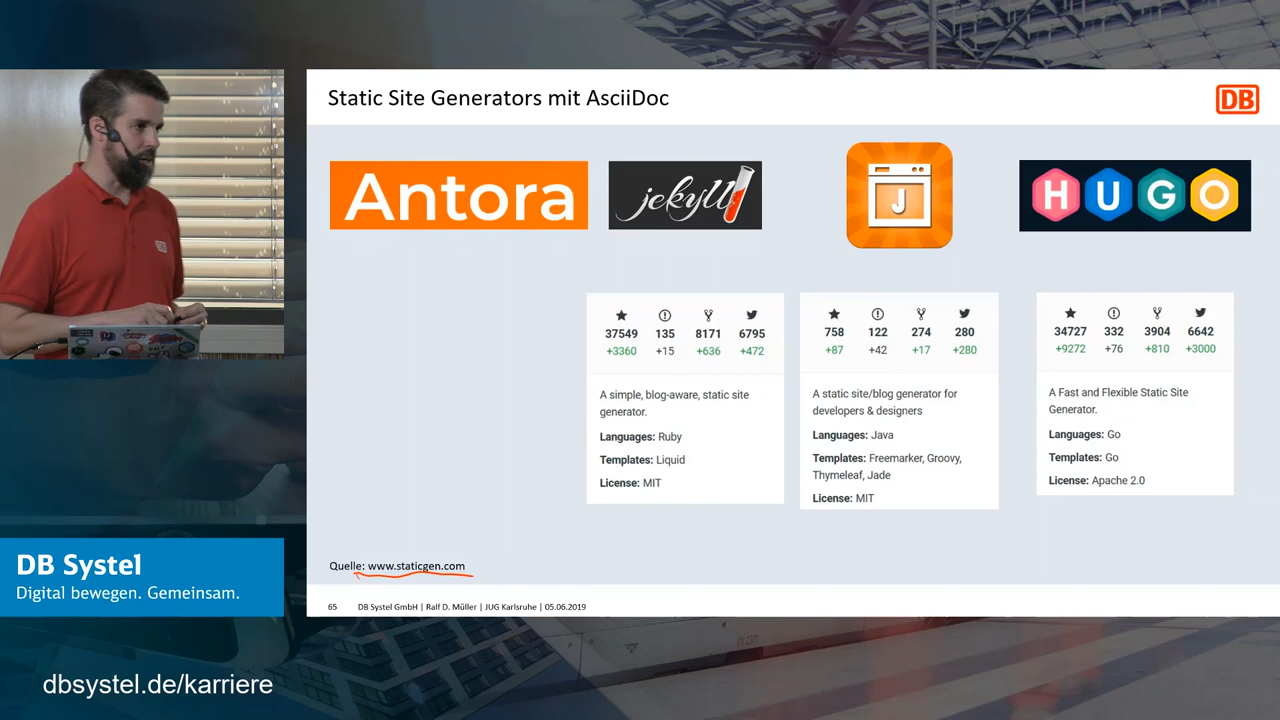 Static Site Generators mit AsciiDoc
DB
Antora
jekyll
J
HUGO
37549 135 8171 6795
+3360 +15 +636 +472
A simple, blog-aware, static site
generator.
Languages: Ruby
Templates: Liquid
License: MIT
758 122 274 280
+87 +42 +17 +280
A static site/blog generator for
developers & designers
Languages: Java
Templates: Freemarker, Groovy,
Thymeleaf, Jade
License: MIT
34727 332 3904 6642
+9272 +76 +810 +3000
A Fast and Flexible Static Site
Generator.
Languages: Go
Templates: Go
License: Apache 2.0
Quelle: www.staticgen.com
65 DB Systel GmbH | Ralf D. Müller | JUG Karlsruhe | 05.06.2019
DB Systel
Digital bewegen. Gemeinsam.
dbsystel.de/karriere